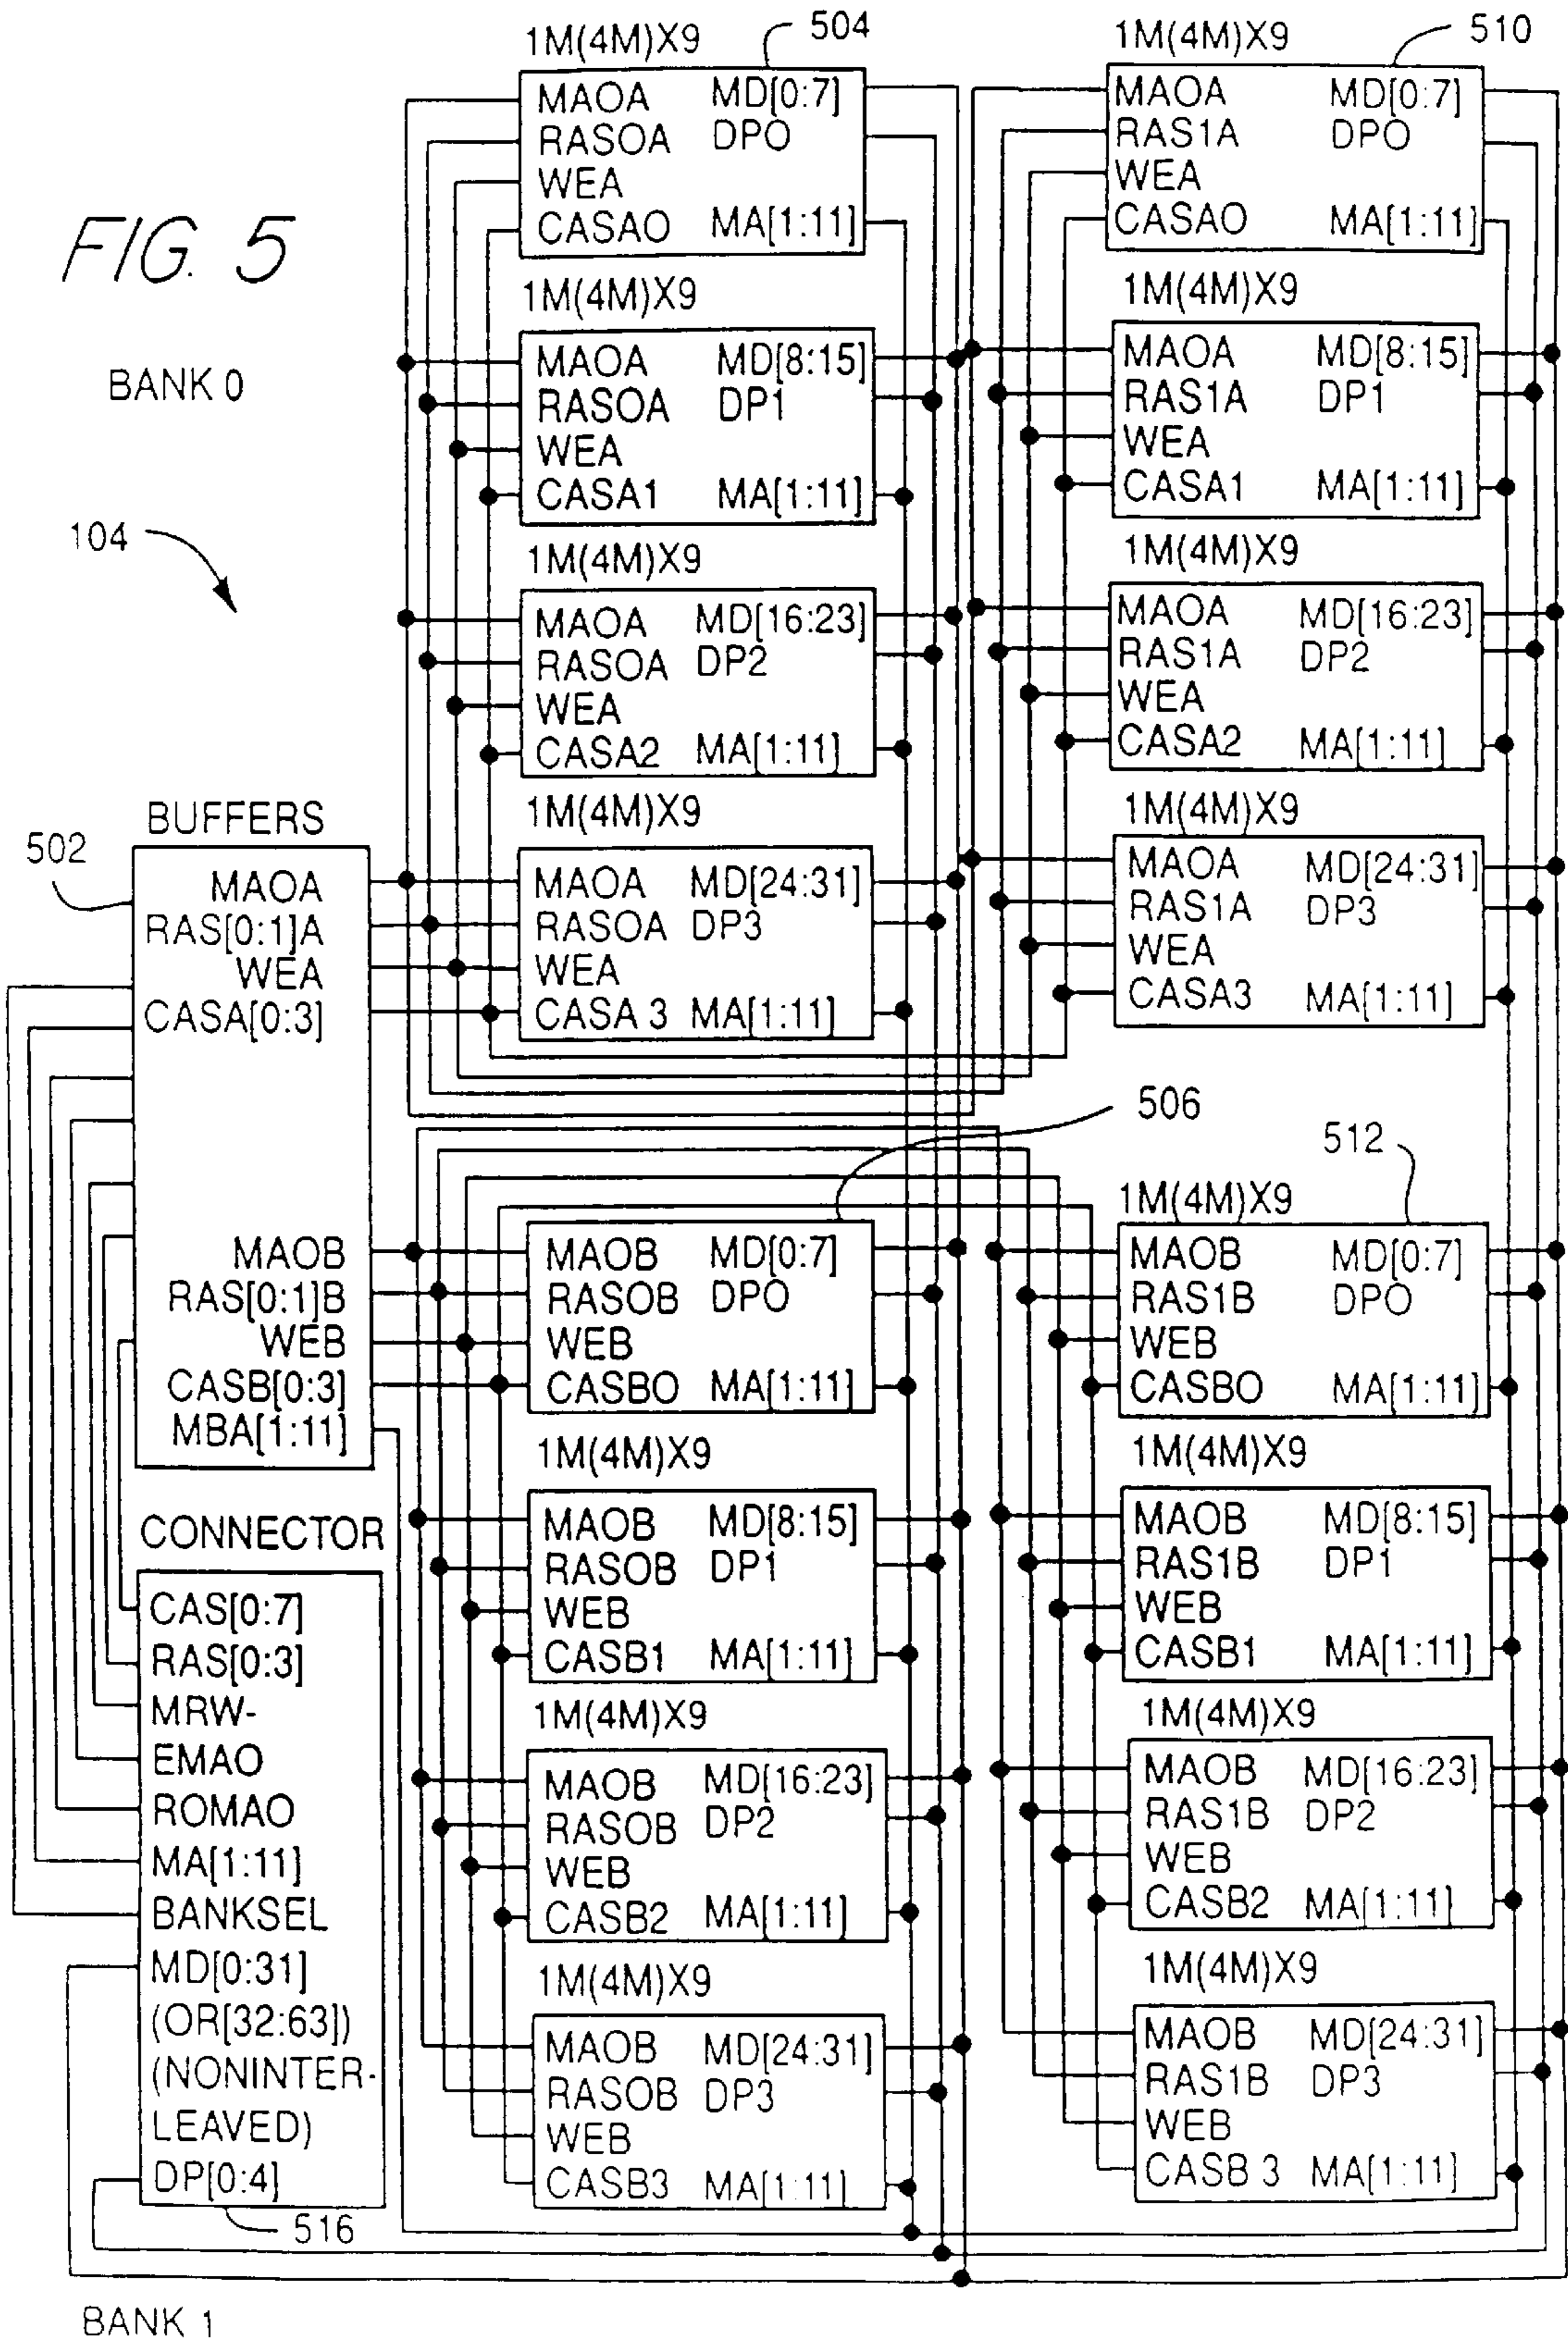 FIG. 5
BANK 0
104
1M(4M)X9
504
MAOA MD[0:7]
RASOA DPO
WEA
CASAO MA[1:11]
1M(4M)X9
MAOA MD[8:15]
RASOA DP1
WEA
CASA1 MA[1:11]
1M(4M)X9
MAOA MD[16:23]
RASOA DP2
WEA
CASA2 MA[1:11]
1M(4M)X9
MAOA MD[24:31]
RASOA DP3
WEA
CASA 3 MA[1:11]
1M(4M)X9
510
MAOA MD[0:7]
RAS1A DPO
WEA
CASAO MA[1:11]
1M(4M)X9
MAOA MD[8:15]
RAS1A DP1
WEA
CASA1 MA[1:11]
1M(4M)X9
MAOA MD[16:23]
RAS1A DP2
WEA
CASA2 MA[1:11]
1M(4M)X9
MAOA MD[24:31]
RAS1A DP3
WEA
CASA3 MA[1:11]
BUFFERS
502
MAOA
RAS[0:1]A
WEA
CASA[0:3]
MAOB
RAS[0:1]B
WEB
CASB[0:3]
MBA[1:11]
506
MAOB MD[0:7]
RASOB DPO
WEB
CASBO MA[1:11]
1M(4M)X9
MAOB MD[8:15]
RASOB DP1
WEB
CASB1 MA[1:11]
1M(4M)X9
MAOB MD[16:23]
RASOB DP2
WEB
CASB2 MA[1:11]
1M(4M)X9
MAOB MD[24:31]
RASOB DP3
WEB
CASB3 MA[1:11]
512
1M(4M)X9
MAOB MD[0:7]
RAS1B DPO
WEB
CASBO MA[1:11]
1M(4M)X9
MAOB MD[8:15]
RAS1B DP1
WEB
CASB1 MA[1:11]
1M(4M)X9
MAOB MD[16:23]
RAS1B DP2
WEB
CASB2 MA[1:11]
1M(4M)X9
MAOB MD[24:31]
RAS1B DP3
WEB
CASB 3 MA[1:11]
CONNECTOR
CAS[0:7]
RAS[0:3]
MRW-
EMAO
ROMAO
MA[1:11]
BANKSEL
MD[0:31]
(OR[32:63])
(NONINTER-
LEAVED)
DP[0:4]
516
BANK 1